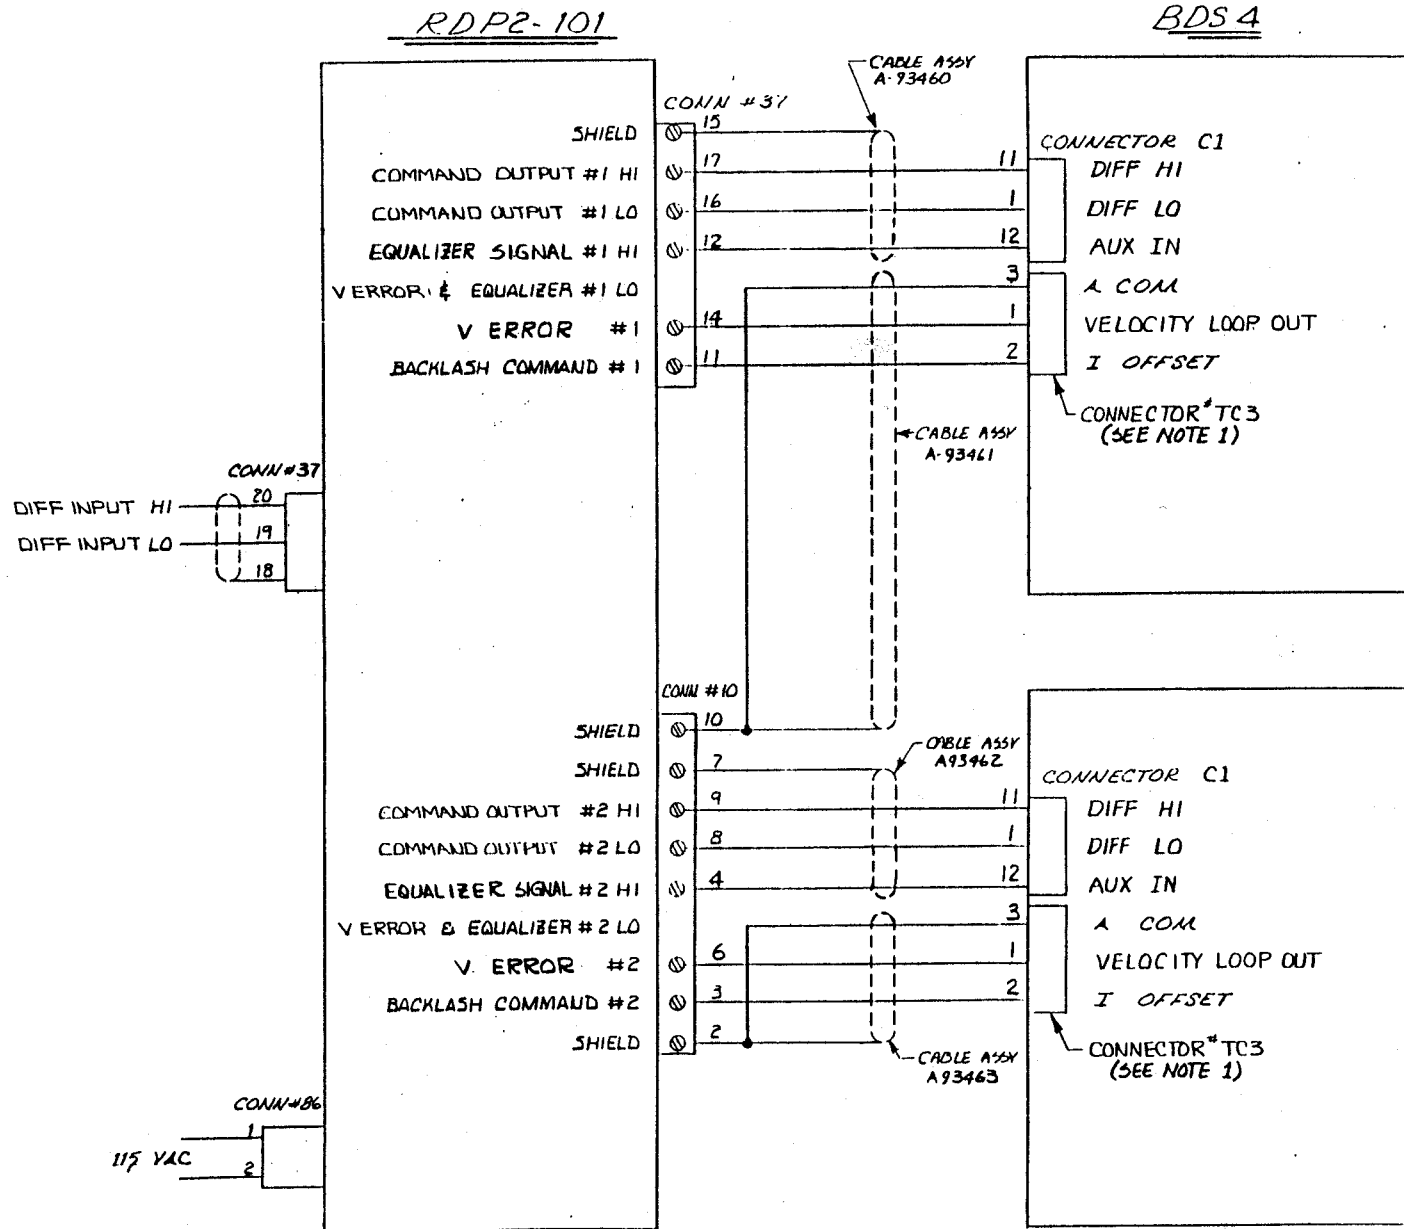 RDP2-101
BDS 4
CABLE ASSY
A-93460
CONN #37
SHIELD 15
COMMAND OUTPUT #1 HI 17
COMMAND OUTPUT #1 LO 16
EQUALIZER SIGNAL #1 HI 12
V ERROR & EQUALIZER #1 LO
V ERROR #1 14
BACKLASH COMMAND #1 11
CONNECTOR C1
11 DIFF HI
1 DIFF LO
12 AUX IN
3 A COM
1 VELOCITY LOOP OUT
2 I OFFSET
CONNECTOR # TC3
(SEE NOTE 1)
CABLE ASSY
A-93461
CONN #37
DIFF INPUT HI 20
DIFF INPUT LO 19
18
CONN #10
SHIELD 10
SHIELD 7
COMMAND OUTPUT #2 HI 9
COMMAND OUTPUT #2 LO 8
EQUALIZER SIGNAL #2 HI 4
V ERROR & EQUALIZER #2 LO
V. ERROR #2 6
BACKLASH COMMAND #2 3
SHIELD 2
CABLE ASSY
A93462
CONNECTOR C1
11 DIFF HI
1 DIFF LO
12 AUX IN
3 A COM
1 VELOCITY LOOP OUT
2 I OFFSET
CONNECTOR # TC3
(SEE NOTE 1)
CABLE ASSY
A93463
CONN #86
1
115 VAC
2